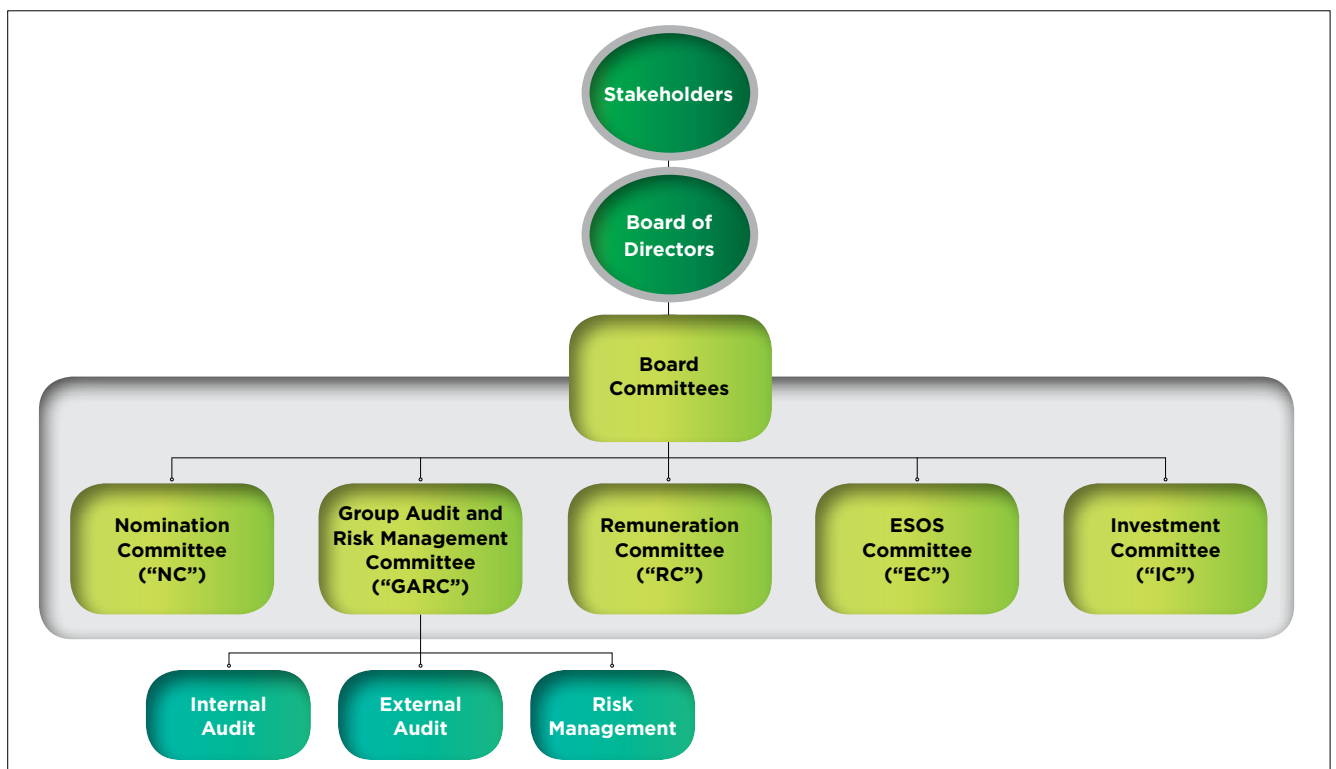 Stakeholders
Board of
Directors
Board
Committees
Nomination
Committee
(“NC”)
Group Audit and
Risk Management
Committee
(“GARC”)
Remuneration
Committee
(“RC”)
ESOS
Committee
(“EC”)
Investment
Committee
(“IC”)
Internal
Audit
External
Audit
Risk
Management